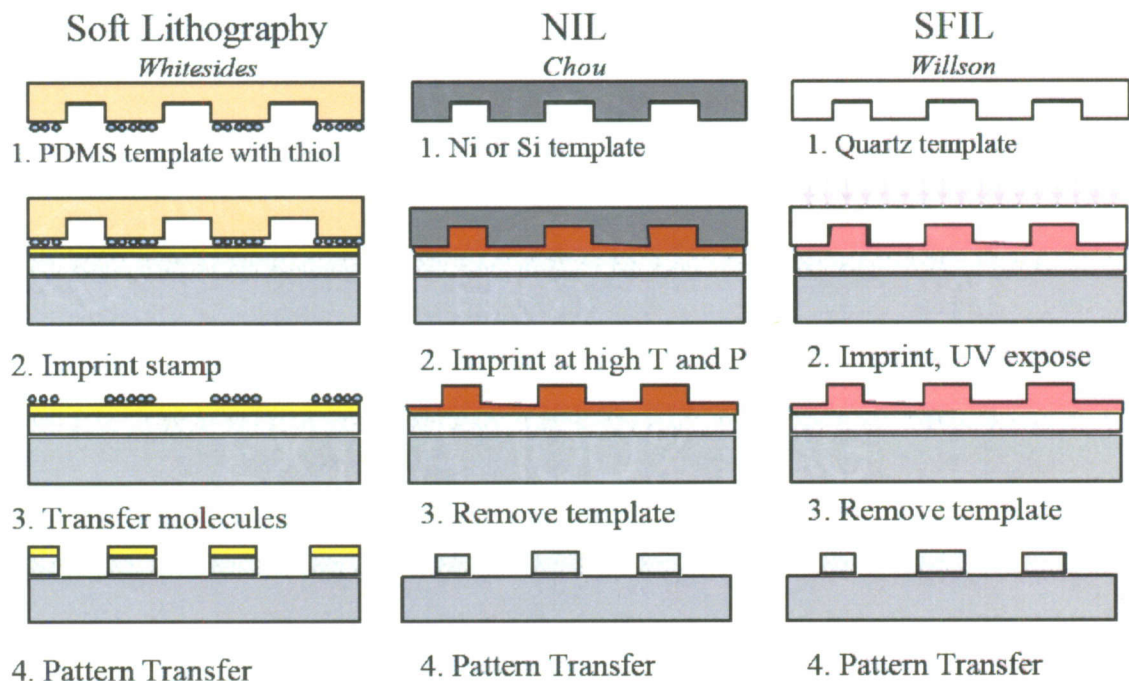 Soft Lithography
Whitesides
1. PDMS template with thiol
2. Imprint stamp
3. Transfer molecules
4. Pattern Transfer
NIL
Chou
1. Ni or Si template
2. Imprint at high T and P
3. Remove template
4. Pattern Transfer
SFIL
Willson
1. Quartz template
2. Imprint, UV expose
3. Remove template
4. Pattern Transfer